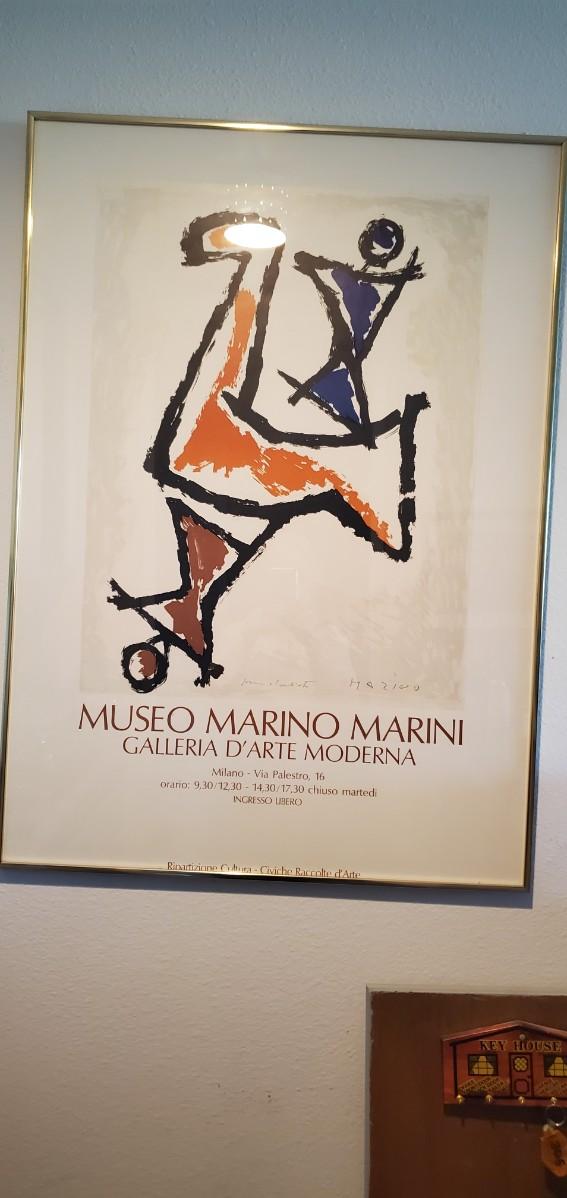 MARINO
MUSEO MARINO MARINI
GALLERIA D'ARTE MODERNA
Milano - Via Palestro, 16
orario: 9,30/12,30 - 14,30/17,30 chiuso martedì
INGRESSO LIBERO
Ripartizione Cultura - Civiche Raccolte d'Arte
KEY HOUSE